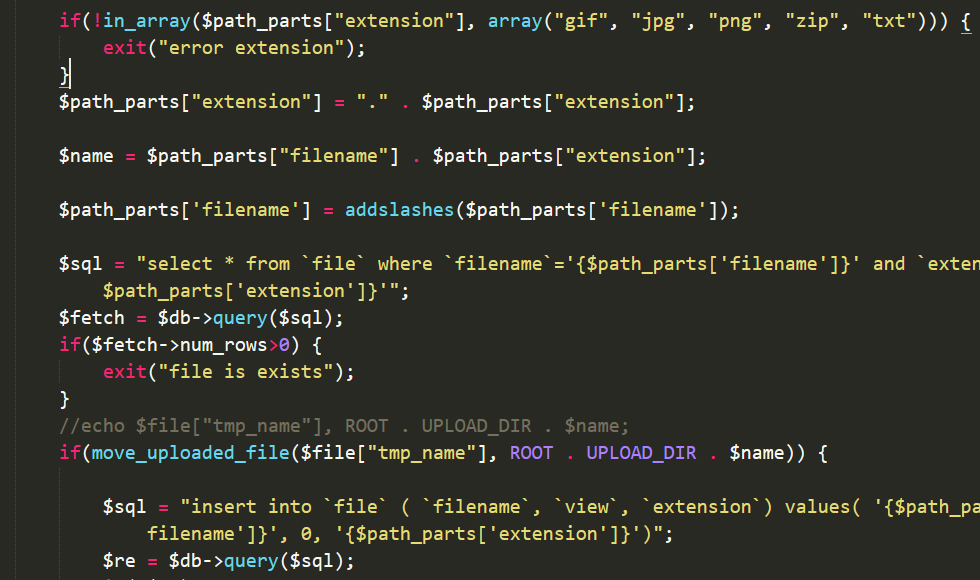 if(!in_array($path_parts["extension"], array("gif", "jpg", "png", "zip", "txt"))) {
exit("error extension");
}
$path_parts["extension"] = "." . $path_parts["extension"];
$name = $path_parts["filename"] . $path_parts["extension"];
$path_parts['filename'] = addslashes($path_parts['filename']);
$sql = "select * from `file` where `filename`='{$path_parts['filename']}' and `exten
$path_parts['extension']}'";
$fetch = $db->query($sql);
if($fetch->num_rows>0) {
exit("file is exists");
}
//echo $file["tmp_name"], ROOT . UPLOAD_DIR . $name;
if(move_uploaded_file($file["tmp_name"], ROOT . UPLOAD_DIR . $name)) {
$sql = "insert into `file` ( `filename`, `view`, `extension`) values( '{$path_pa
filename']}', 0, '{$path_parts['extension']}')";
$re = $db->query($sql);